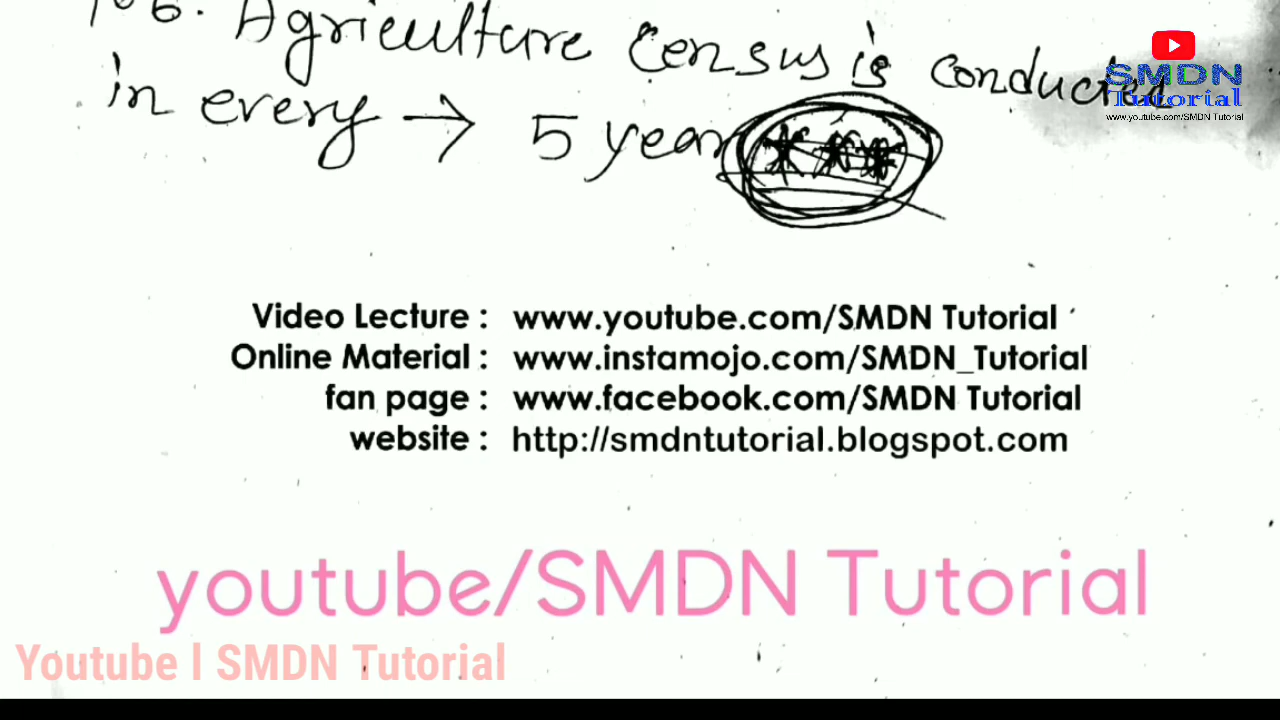 106. Agriculture Census is conducted
in every → 5 year
SMDN
Tutorial
www.youtube.com/SMDN Tutorial
Video Lecture : www.youtube.com/SMDN Tutorial
Online Material : www.instamojo.com/SMDN_Tutorial
fan page : www.facebook.com/SMDN Tutorial
website : http://smdntutorial.blogspot.com
youtube/SMDN Tutorial
Youtube l SMDN Tutorial